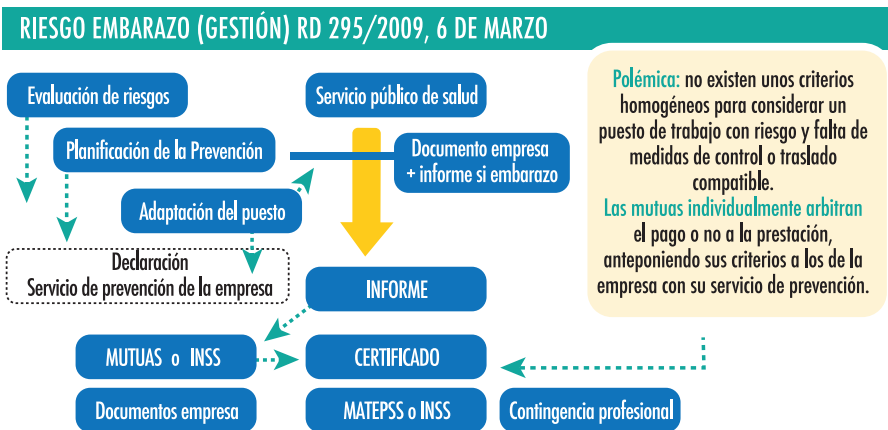 RIESGO EMBARAZO (GESTIÓN) RD 295/2009, 6 DE MARZO
Evaluación de riesgos
Planificación de la Prevención
Adaptación del puesto
Declaración
Servicio de prevención de la empresa
Servicio público de salud
Documento empresa
+ informe si embarazo
INFORME
MUTUAS o INSS
CERTIFICADO
Documentos empresa
MATEPSS o INSS
Contingencia profesional
Polémica: no existen unos criterios
homogéneos para considerar un
puesto de trabajo con riesgo y falta de
medidas de control o traslado
compatible.
Las mutuas individualmente arbitran
el pago o no a la prestación,
anteponiendo sus criterios a los de la
empresa con su servicio de prevención.